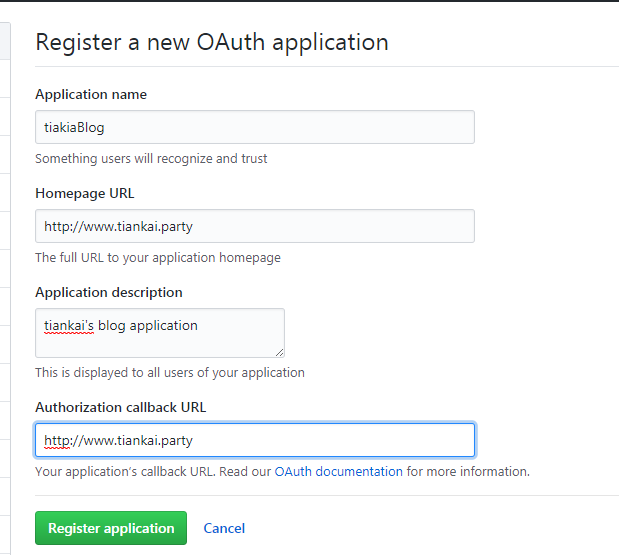 Register a new OAuth application
Application name
tiakiaBlog
Something users will recognize and trust
Homepage URL
http://www.tiankai.party
The full URL to your application homepage
Application description
tiankai's blog application
This is displayed to all users of your application
Authorization callback URL
http://www.tiankai.party
Your application’s callback URL. Read our OAuth documentation for more information.
Register application Cancel